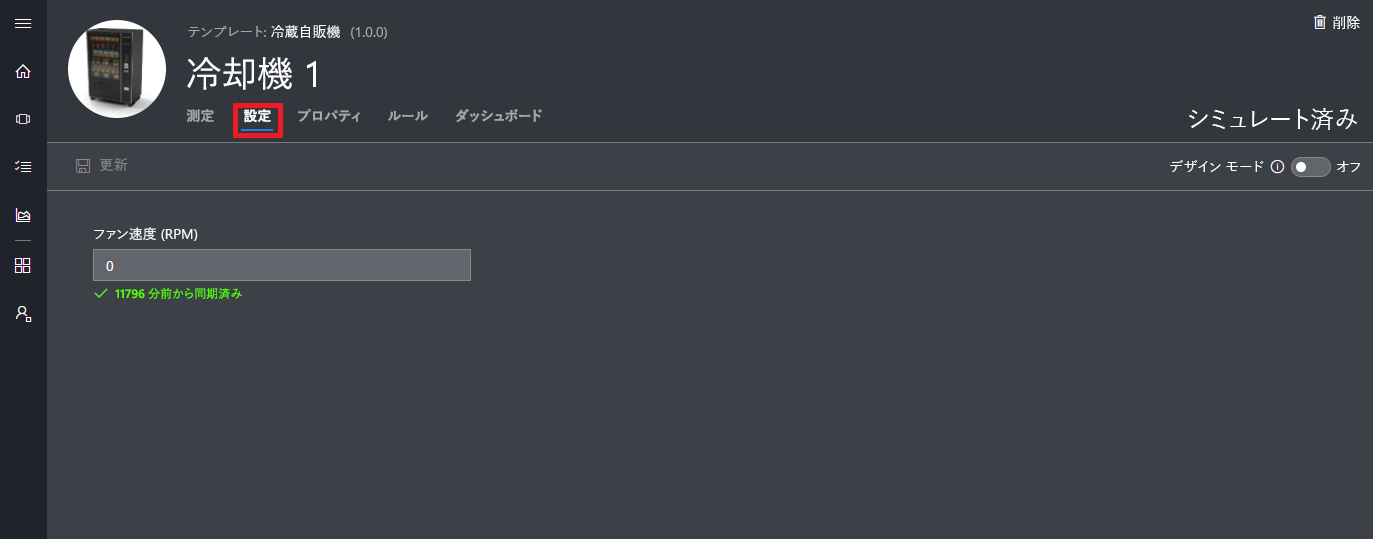 テンプレート: 冷蔵自販機 (1.0.0)
削除
冷却機 1
測定 設定 プロパティ ルール ダッシュボード
シミュレート済み
更新
デザイン モード オフ
ファン速度 (RPM)
0
11796 分前から同期済み